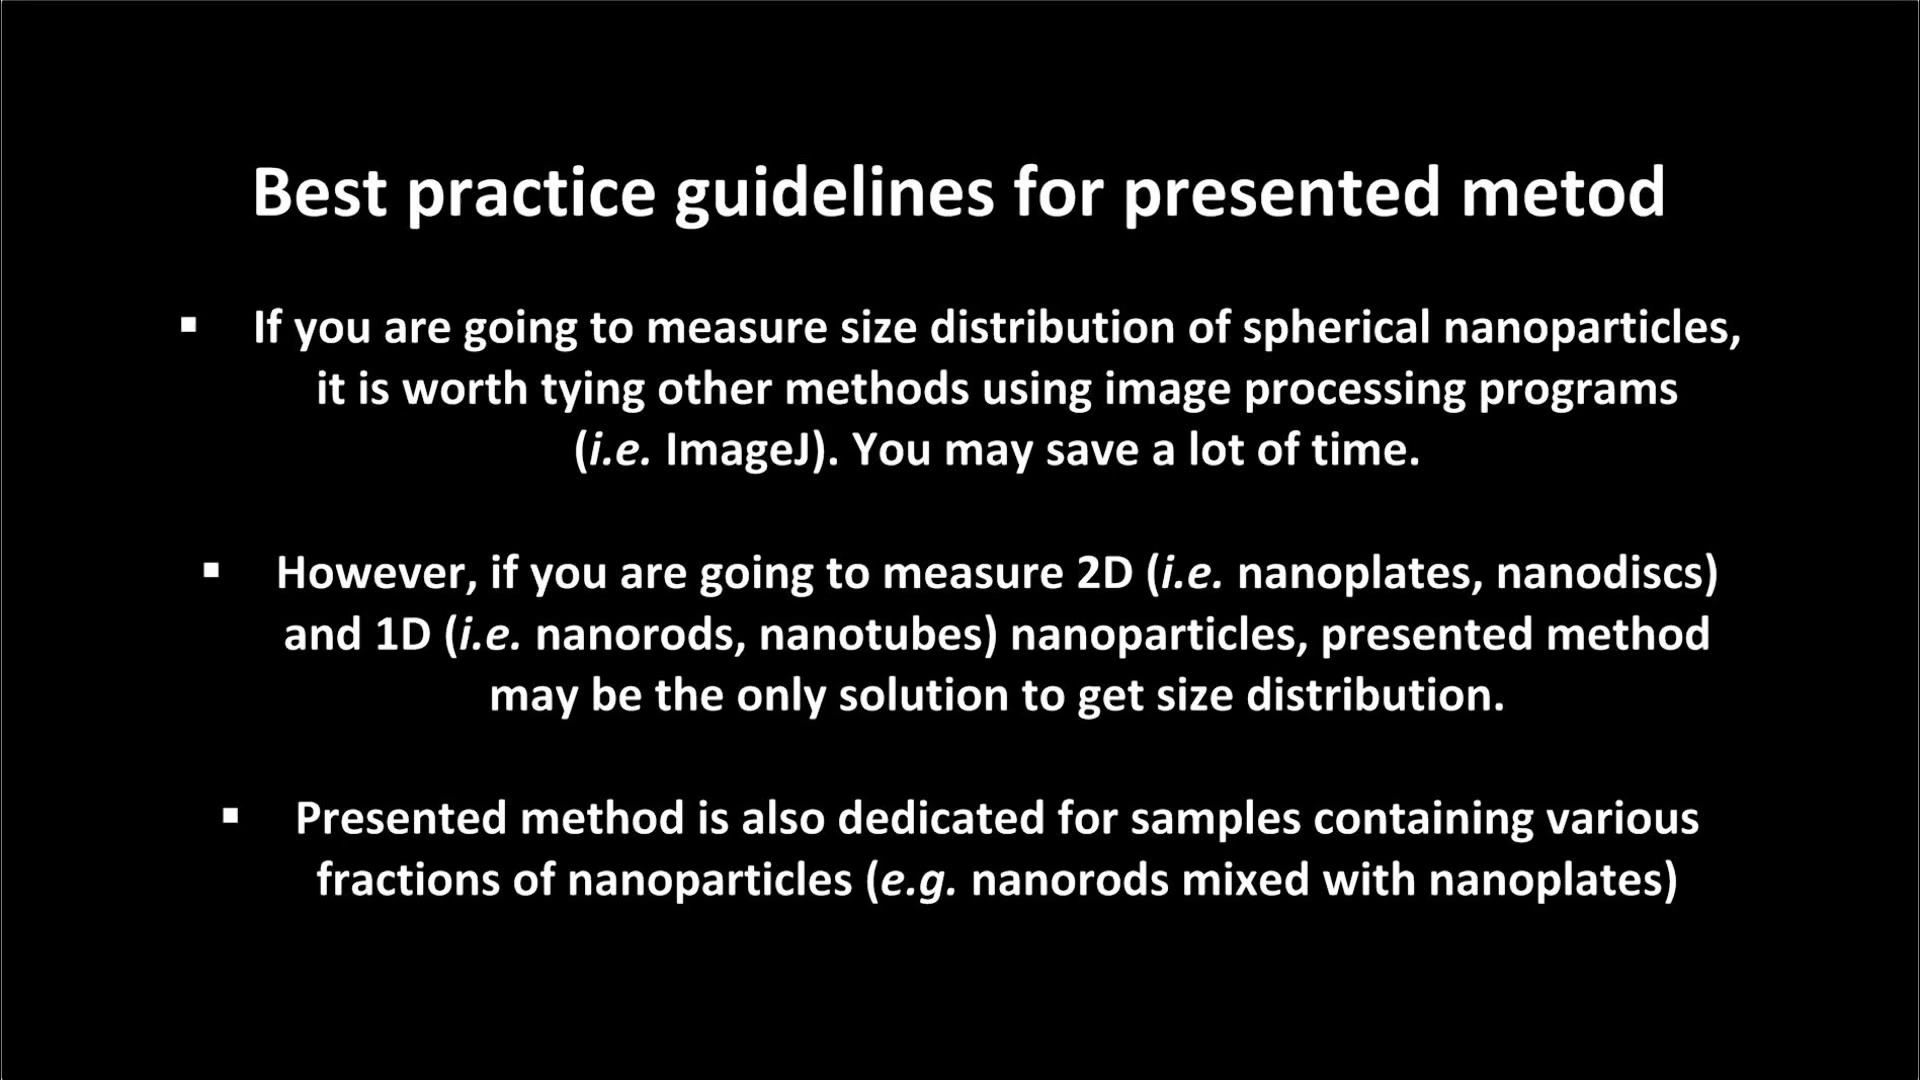 Best practice guidelines for presented metod
▪ If you are going to measure size distribution of spherical nanoparticles,
it is worth tying other methods using image processing programs
(i.e. ImageJ). You may save a lot of time.
▪ However, if you are going to measure 2D (i.e. nanoplates, nanodiscs)
and 1D (i.e. nanorods, nanotubes) nanoparticles, presented method
may be the only solution to get size distribution.
▪ Presented method is also dedicated for samples containing various
fractions of nanoparticles (e.g. nanorods mixed with nanoplates)